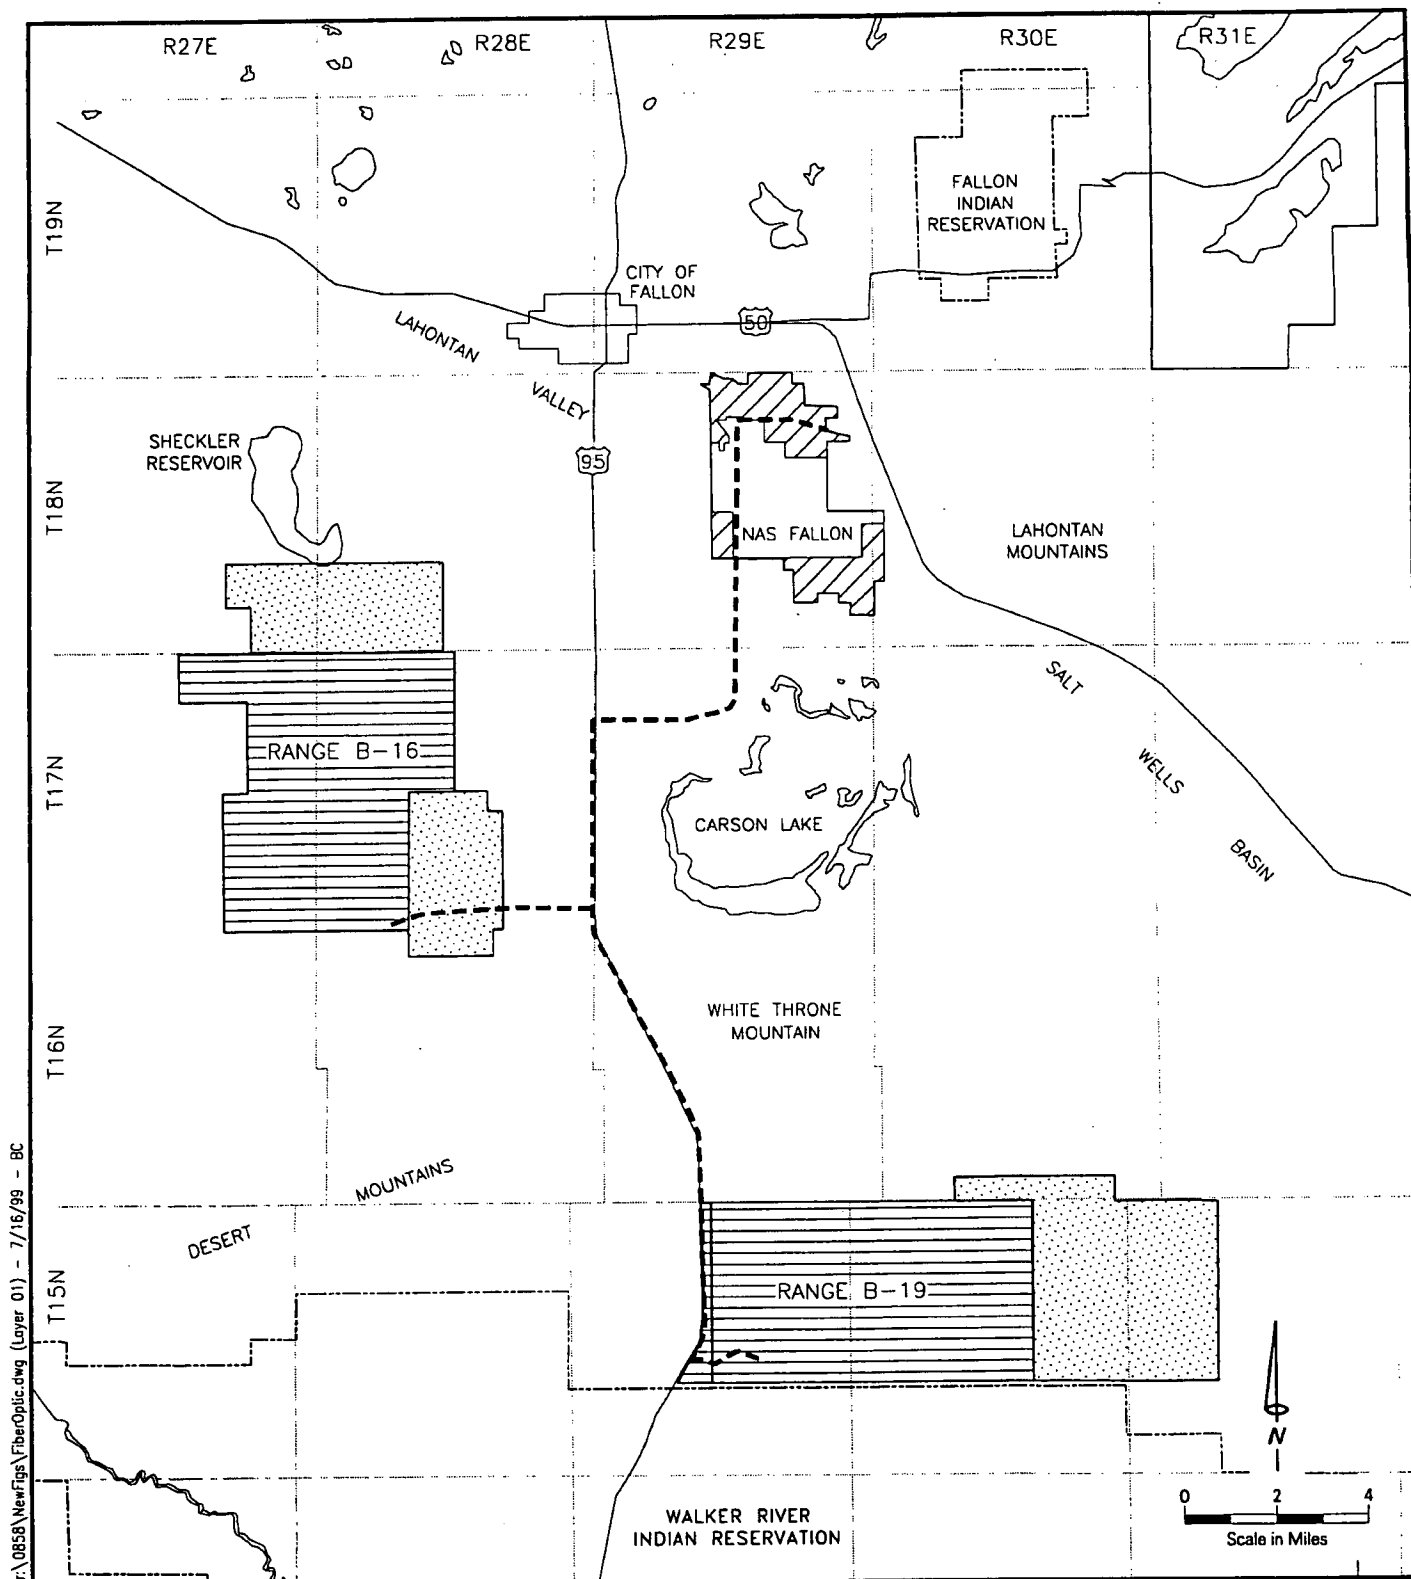 R27E
R28E
R29E
R30E
R31E
T19N
FALLON
INDIAN
RESERVATION
CITY OF
FALLON
50
LAHONTAN
VALLEY
SHECKLER
RESERVOIR
95
T18N
NAS FALLON
LAHONTAN
MOUNTAINS
SALT
WELLS
BASIN
T17N
RANGE B-16
CARSON LAKE
WHITE THRONE
MOUNTAIN
T16N
DESERT
MOUNTAINS
T15N
RANGE B-19
N
0 2 4
Scale in Miles
WALKER RIVER
INDIAN RESERVATION
r:\0858\NewFigs\FiberOptic.dwg (Layer 01) - 7/16/99 - BC